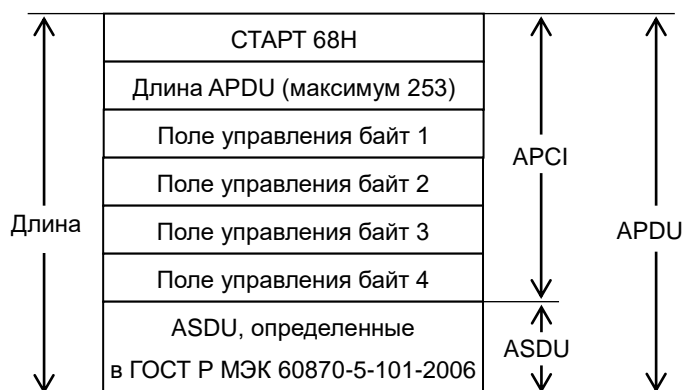 СТАРТ 68H
Длина APDU (максимум 253)
Поле управления байт 1
Поле управления байт 2
Поле управления байт 3
Поле управления байт 4
ASDU, определенные
в ГОСТ Р МЭК 60870-5-101-2006
Длина
APCI
ASDU
APDU